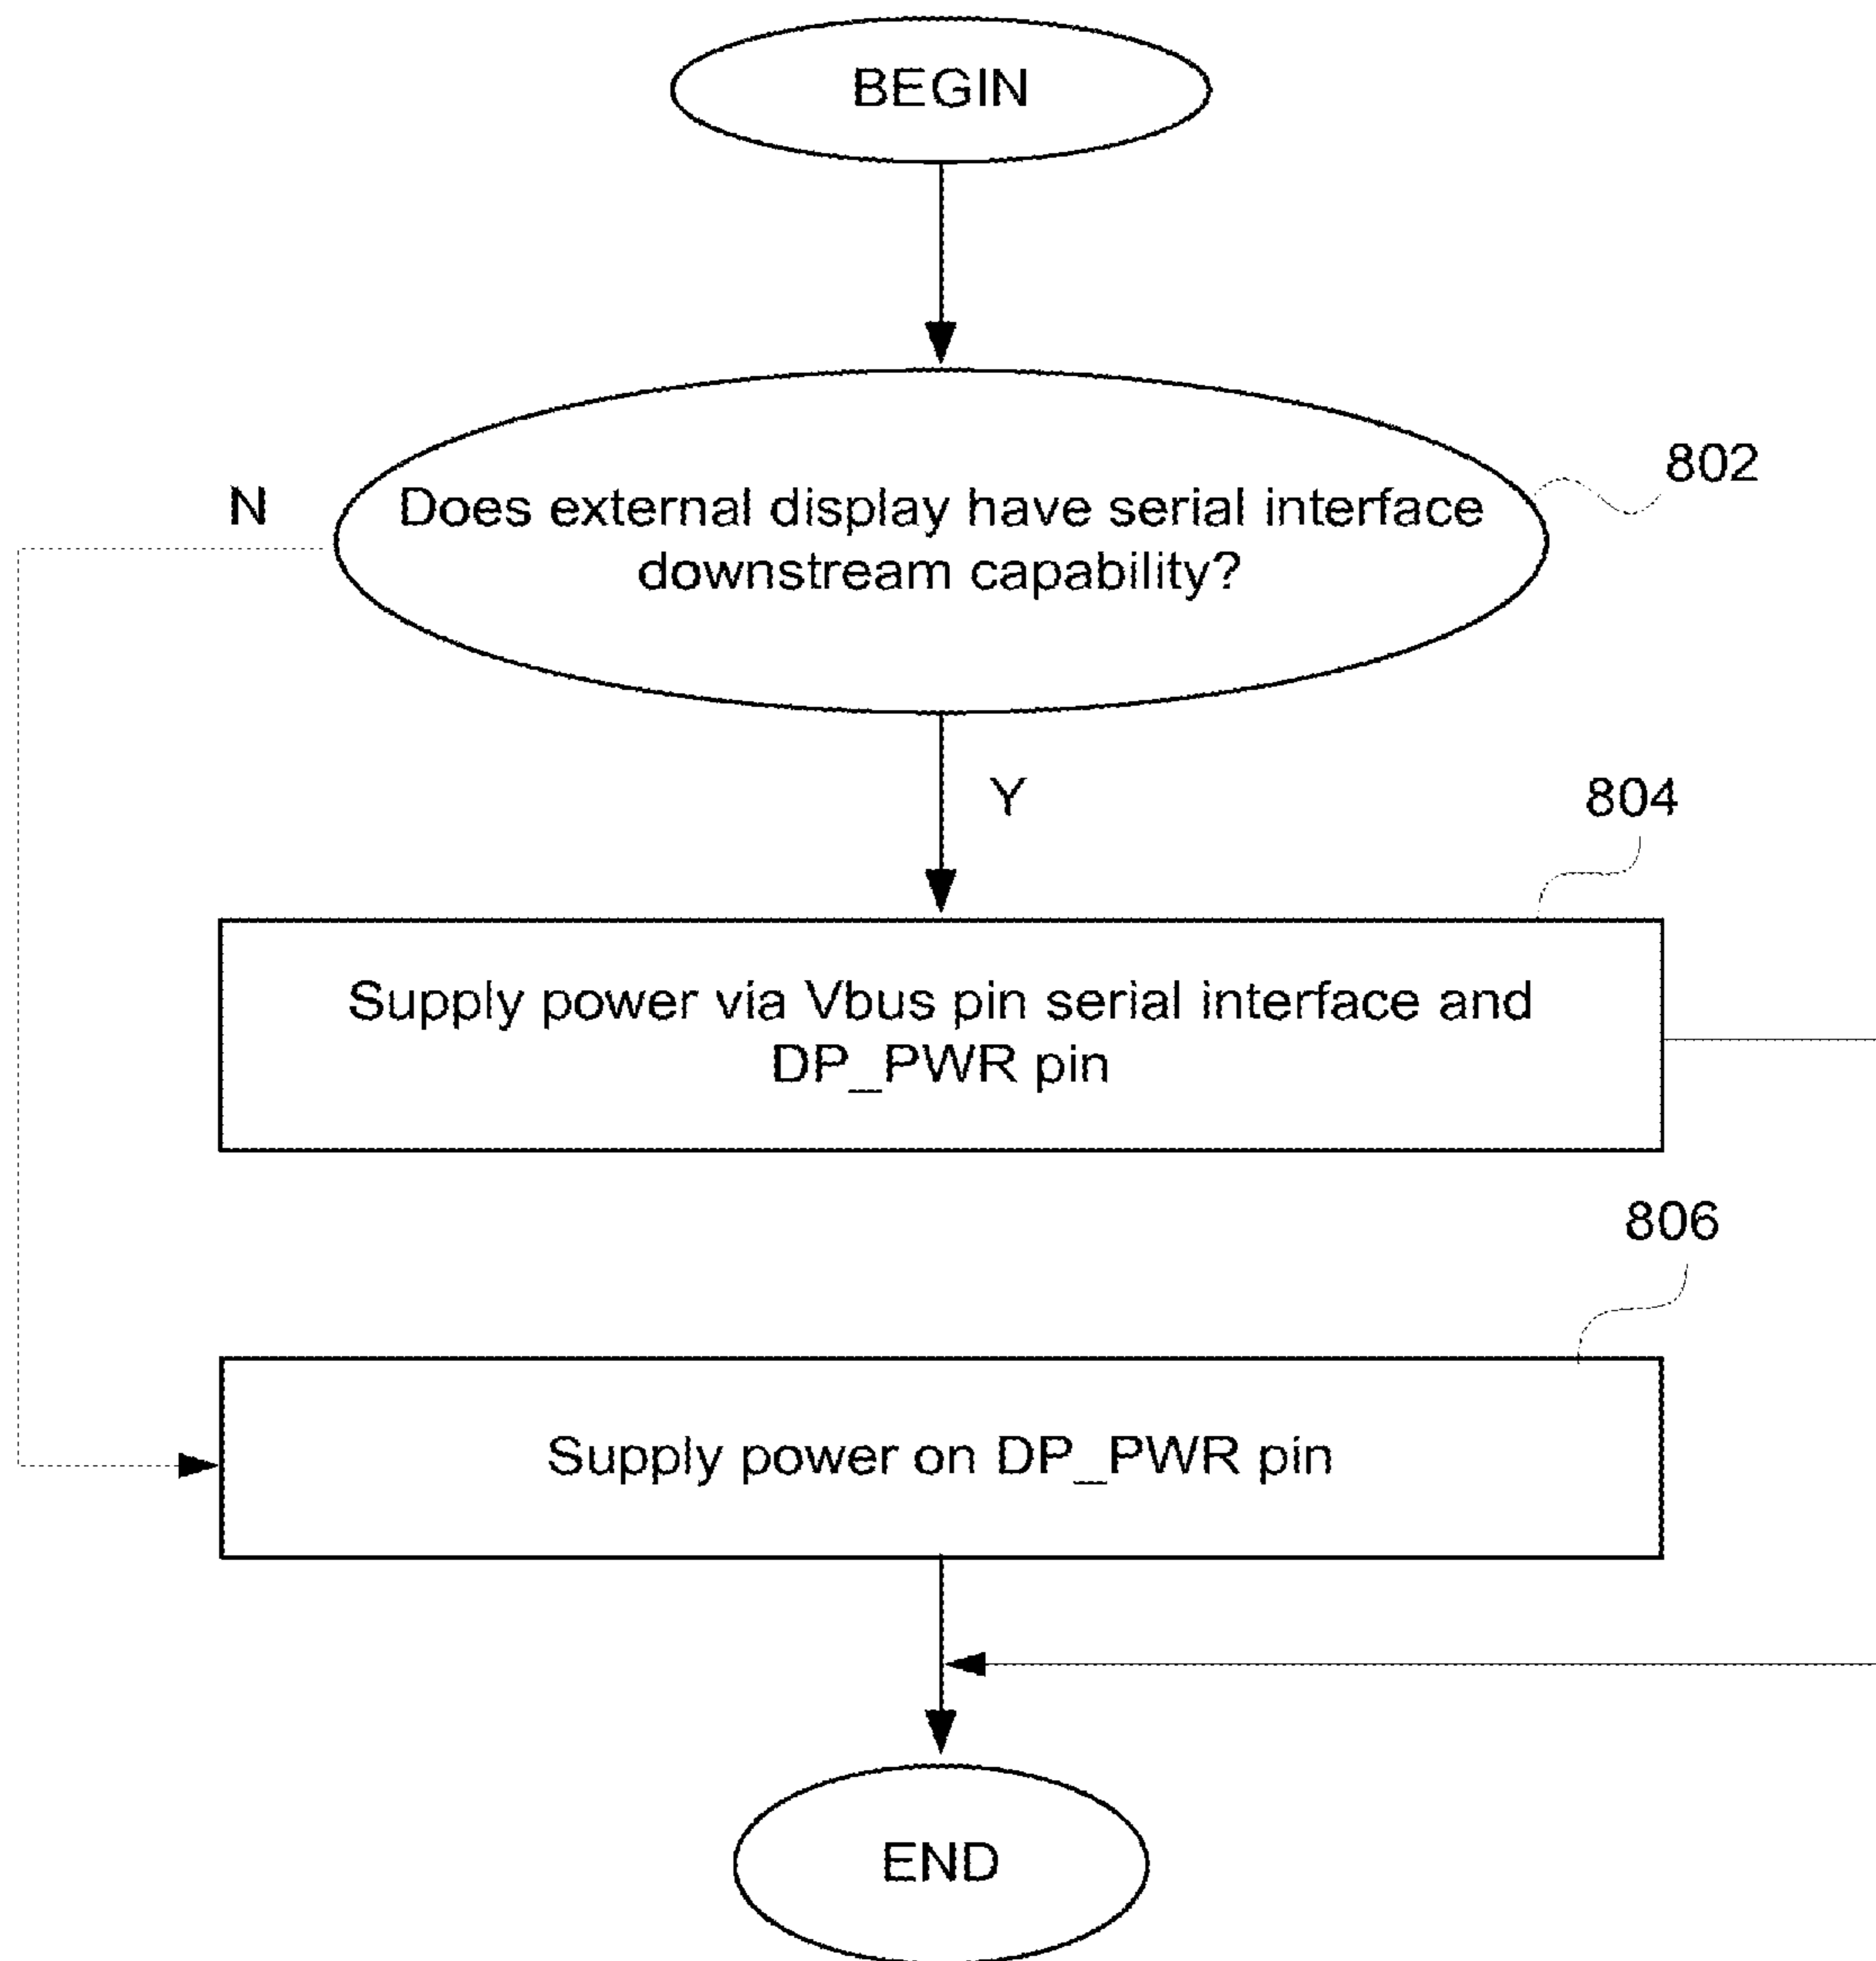 BEGIN
802
N
Does external display have serial interface
downstream capability?
Y
804
Supply power via Vbus pin serial interface and
DP_PWR pin
806
Supply power on DP_PWR pin
END